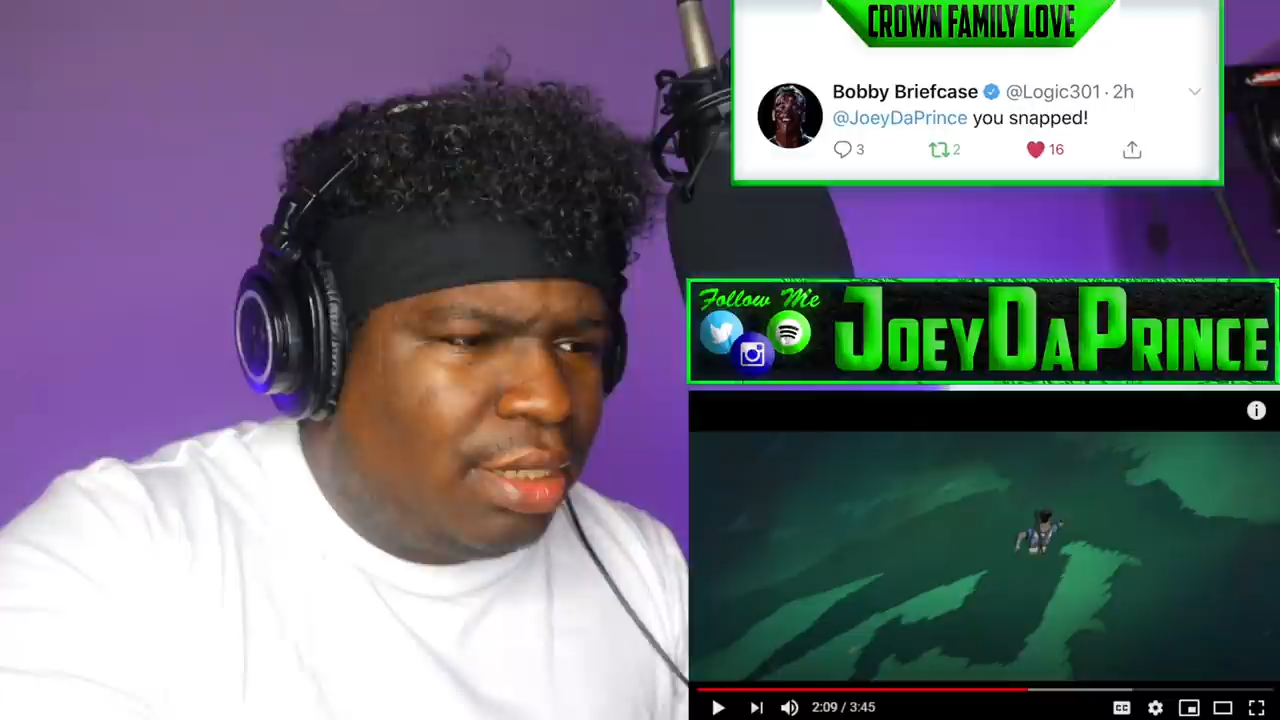 CROWN FAMILY LOVE
Bobby Briefcase @Logic301 · 2h
@JoeyDaPrince you snapped!
3 2 16
Follow Me
JOEYDAPRINCE
i
2:09 / 3:45
CC